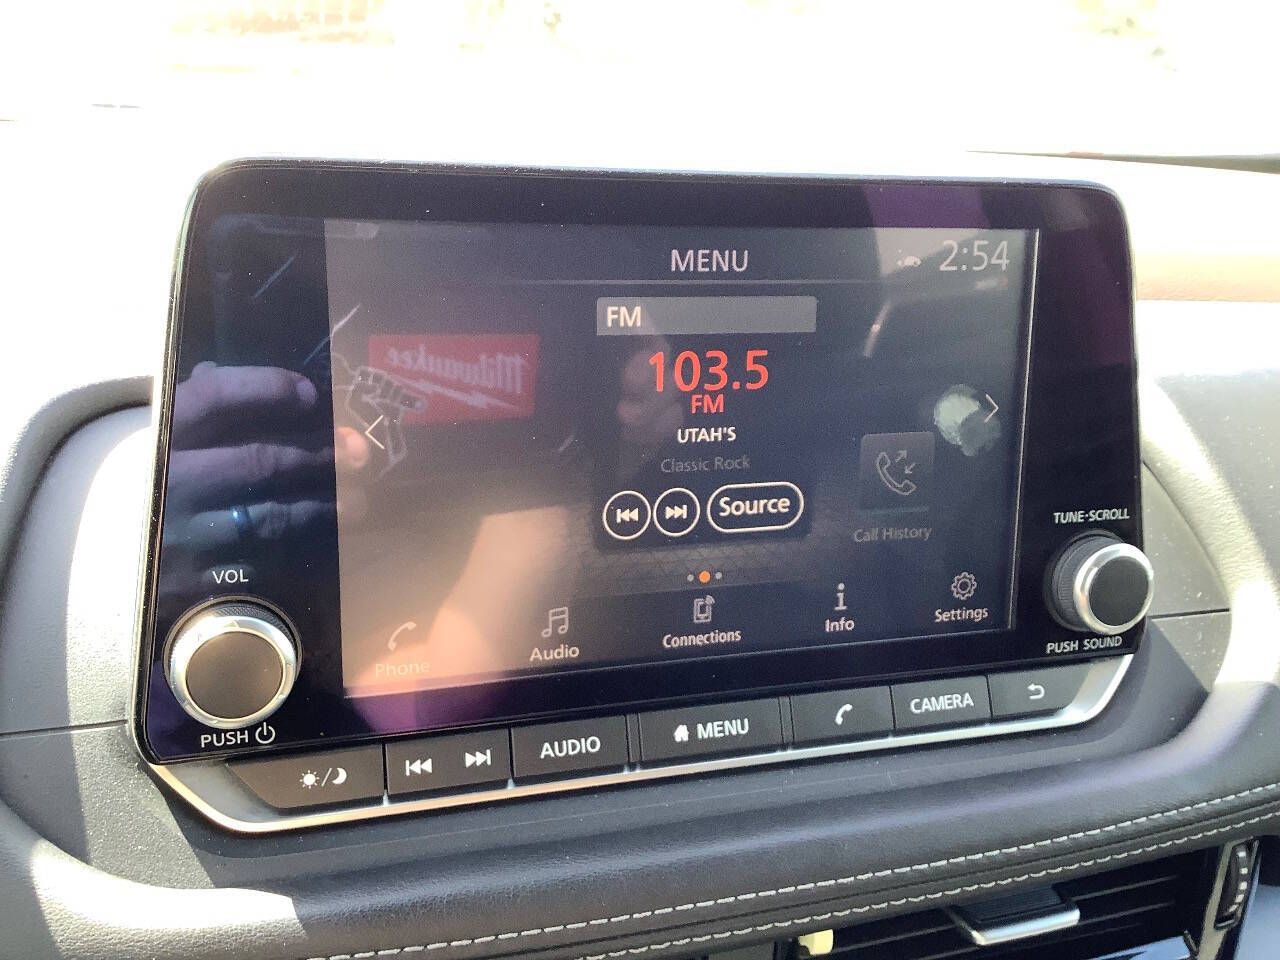 MENU
2:54
FM
Milwaukee
103.5
FM
UTAH'S
Classic Rock
Source
Call History
Phone
Audio
Connections
Info
Settings
VOL
PUSH
TUNE·SCROLL
PUSH SOUND
AUDIO
MENU
CAMERA